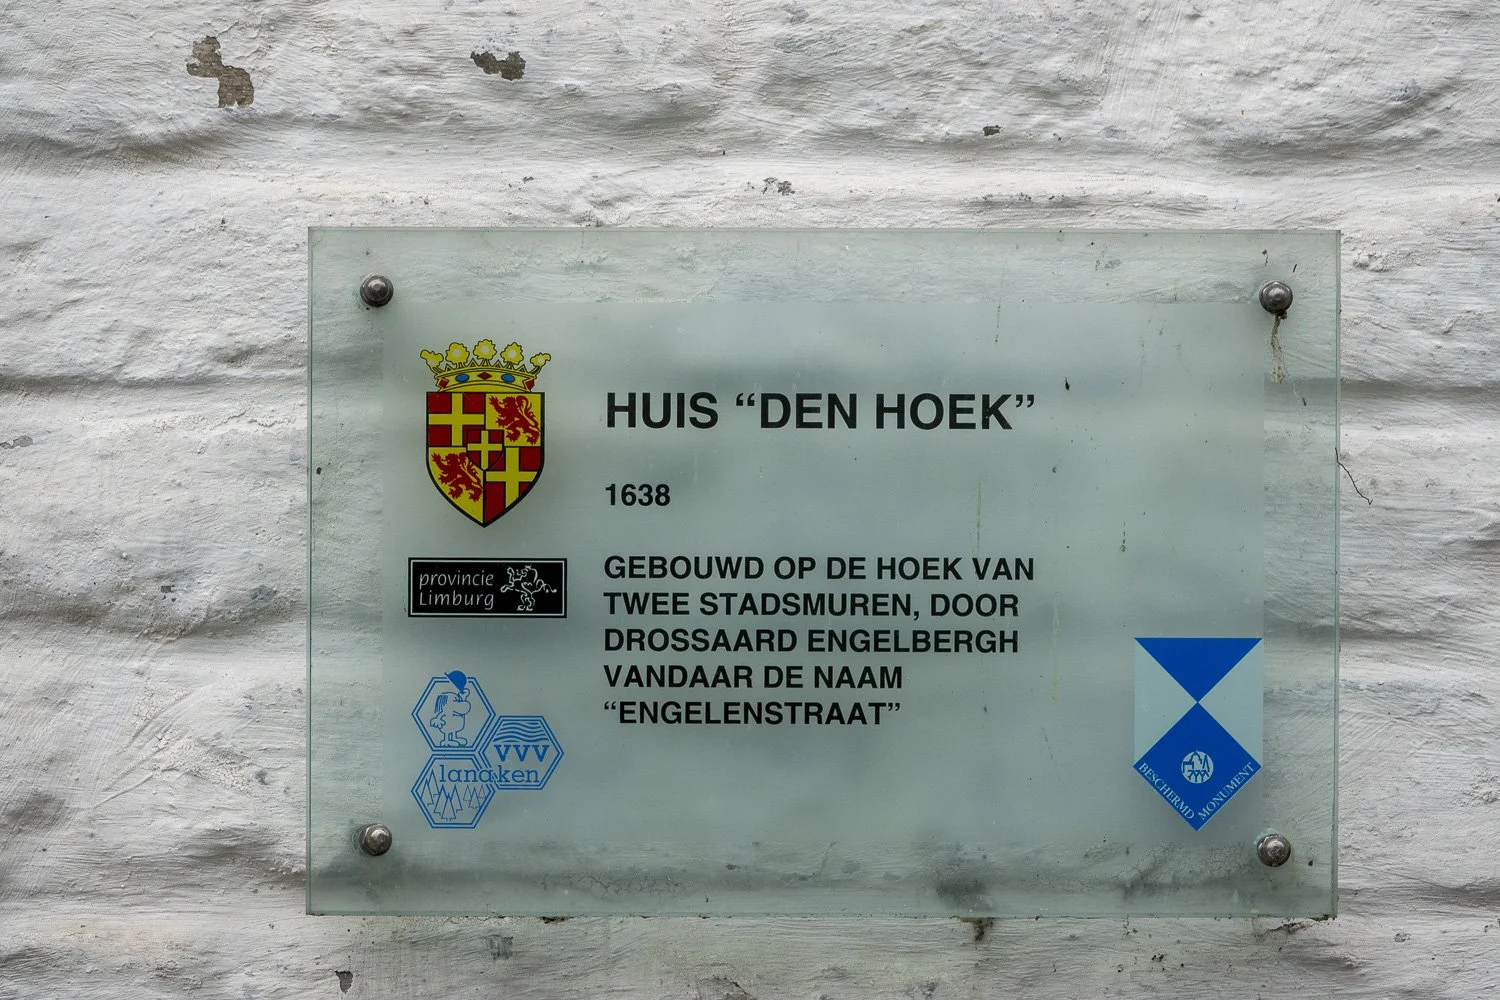 HUIS “DEN HOEK”
1638
GEBOUWD OP DE HOEK VAN
TWEE STADSMUREN, DOOR
DROSSAARD ENGELBERGH
VANDAAR DE NAAM
“ENGELENSTRAAT”
provincie
Limburg
VVV
lanaken
BESCHERMD MONUMENT